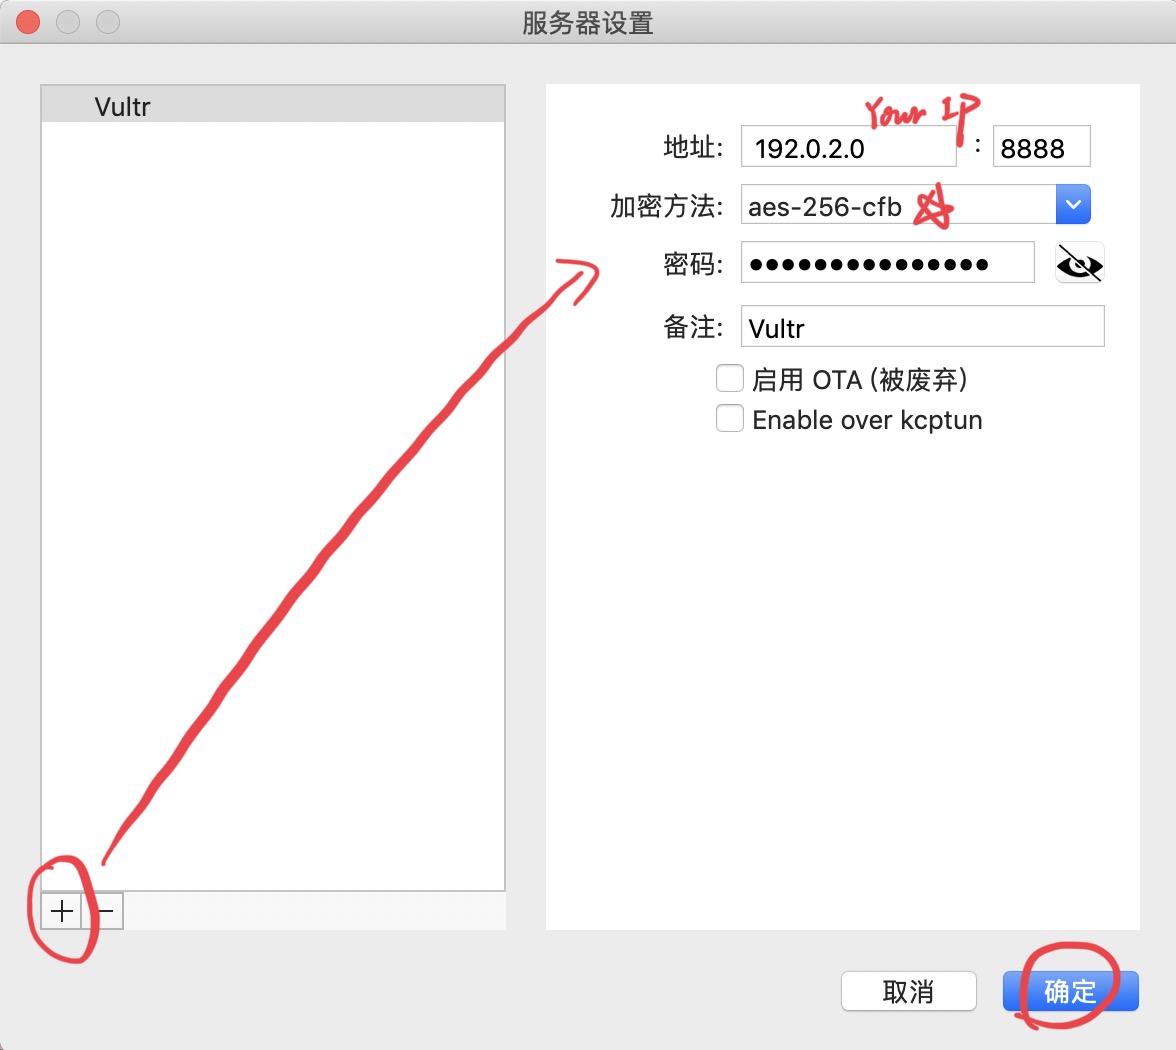 服务器设置
Vultr
Your IP
地址: 192.0.2.0 : 8888
加密方法: aes-256-cfb
密码: ●●●●●●●●●●●●●●●
备注: Vultr
启用 OTA (被废弃)
Enable over kcptun
取消 确定